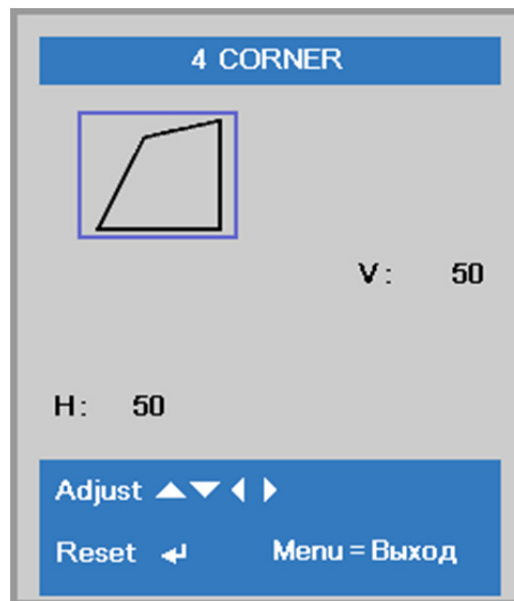 4 CORNER
V: 50
H: 50
Adjust ▲▼◀▶
Reset ↵ Menu = Выход